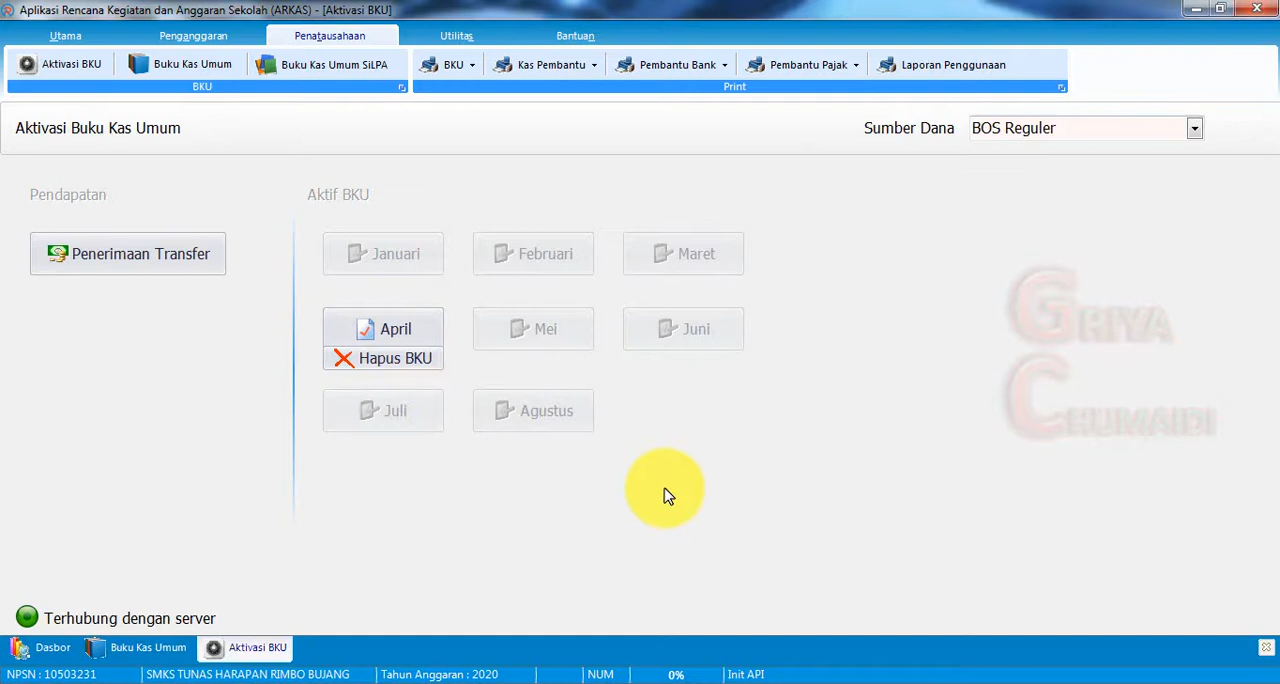 Aplikasi Rencana Kegiatan dan Anggaran Sekolah (ARKAS) - [Aktivasi BKU]
Utama Penganggaran Penatausahaan Utilitas Bantuan
Aktivasi BKU Buku Kas Umum Buku Kas Umum SiLPA BKU Kas Pembantu Pembantu Bank Pembantu Pajak Laporan Penggunaan
BKU Print
Aktivasi Buku Kas Umum Sumber Dana BOS Reguler
Pendapatan Aktif BKU
Penerimaan Transfer Januari Februari Maret
April Mei Juni
Hapus BKU
Juli Agustus
GRIYA
CHUMAIDI
Terhubung dengan server
Dasbor Buku Kas Umum Aktivasi BKU
NPSN : 10503231 SMKS TUNAS HARAPAN RIMBO BUJANG Tahun Anggaran : 2020 NUM 0% Init API